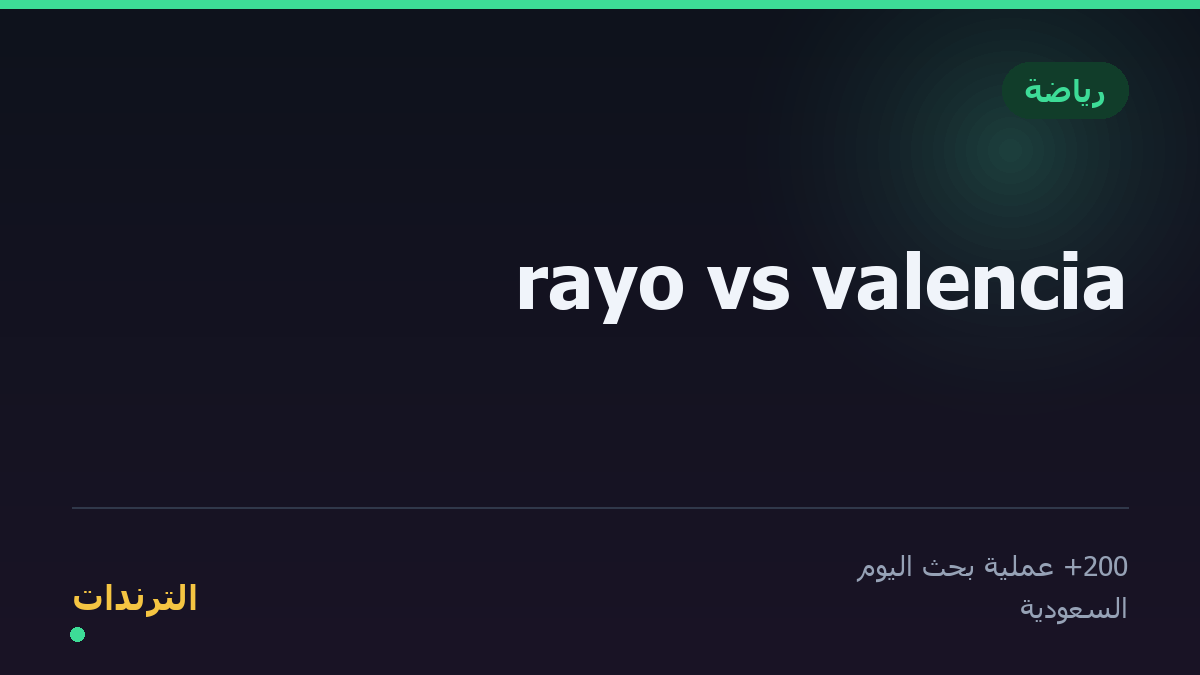 رياضة
rayo vs valencia
200+ عملية بحث اليوم
السعودية
الترندات